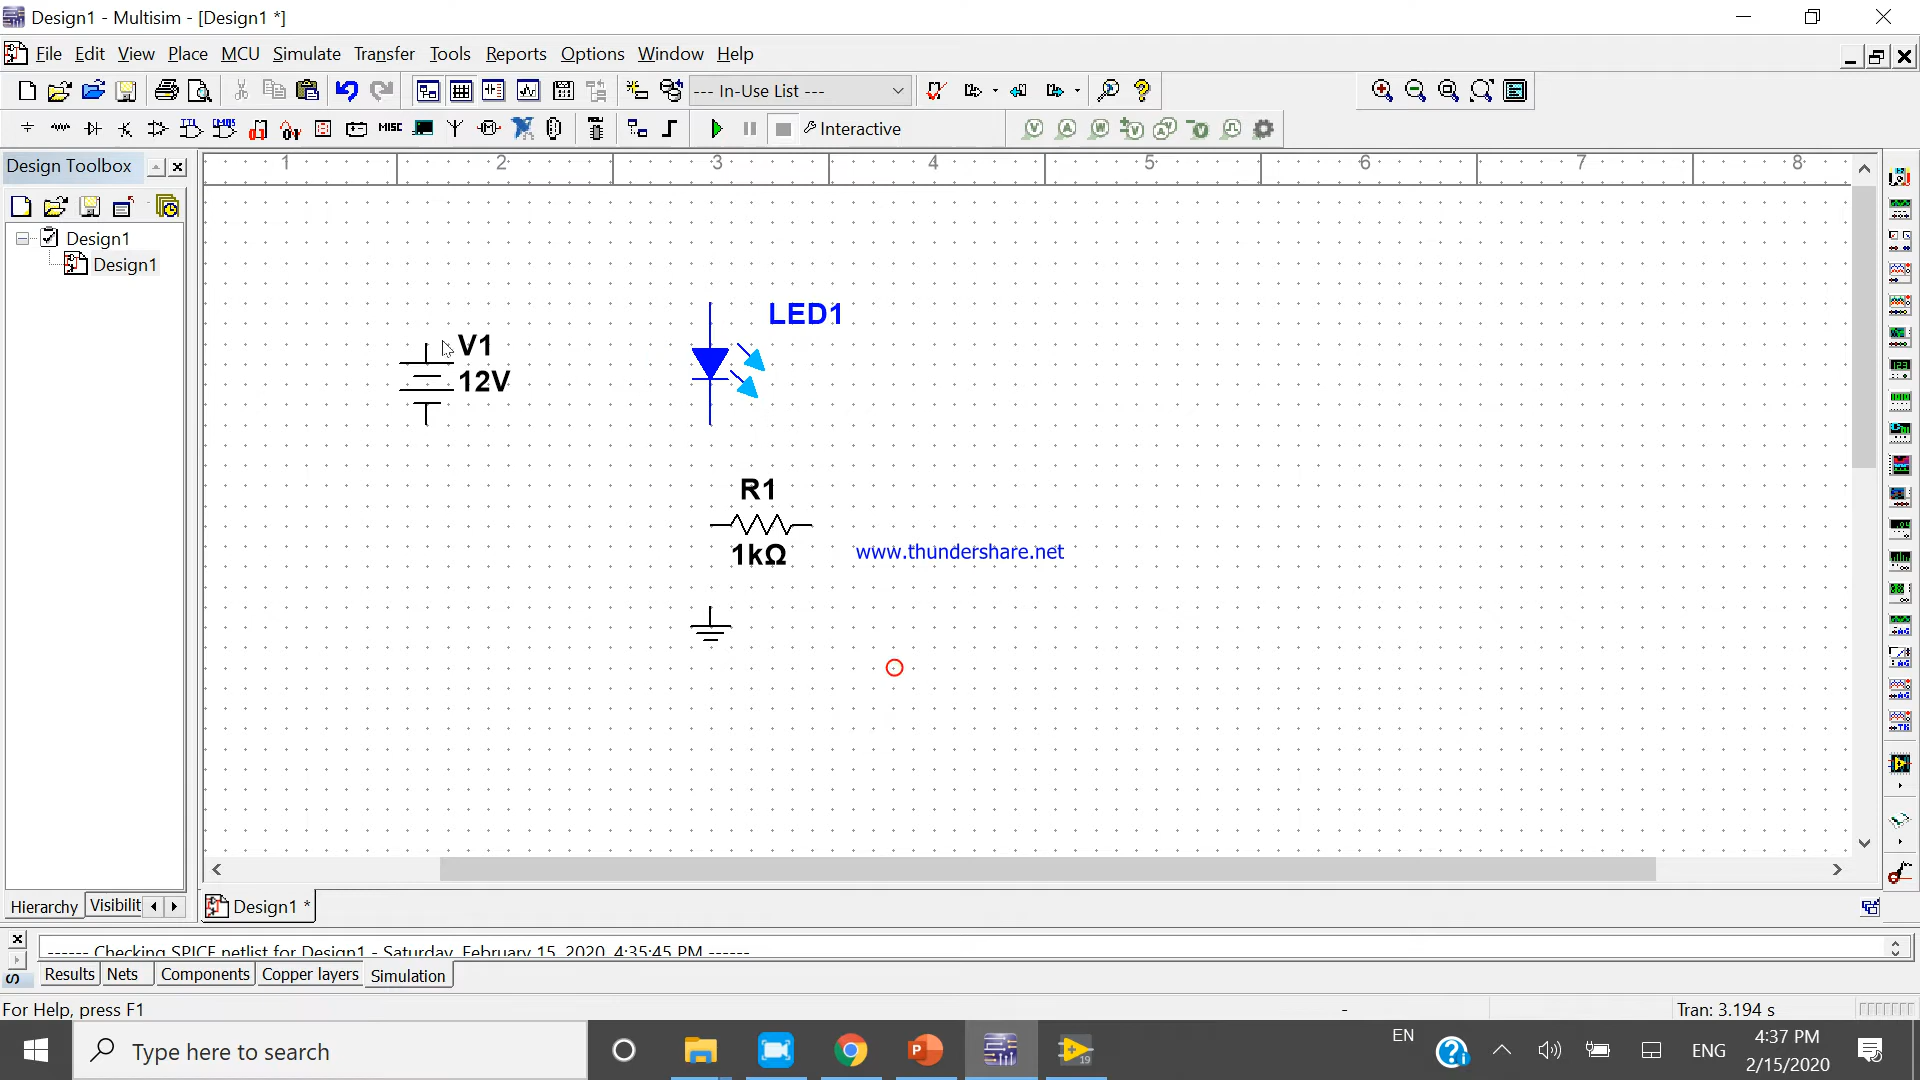 Design1 - Multisim - [Design1 *]
File Edit View Place MCU Simulate Transfer Tools Reports Options Window Help
--- In-Use List ---
MISC
Interactive
Design Toolbox
1 2 3 4 5 6 7 8
Design1
Design1
LED1
V1
12V
R1
1kΩ
www.thundershare.net
Hierarchy Visibilit
Design1 *
------ Checking SPICE netlist for Design1 - Saturday, February 15, 2020, 4:35:45 PM ------
Results Nets Components Copper layers Simulation
S
For Help, press F1
- Tran: 3.194 s
Type here to search
EN
ENG
4:37 PM
2/15/2020
19